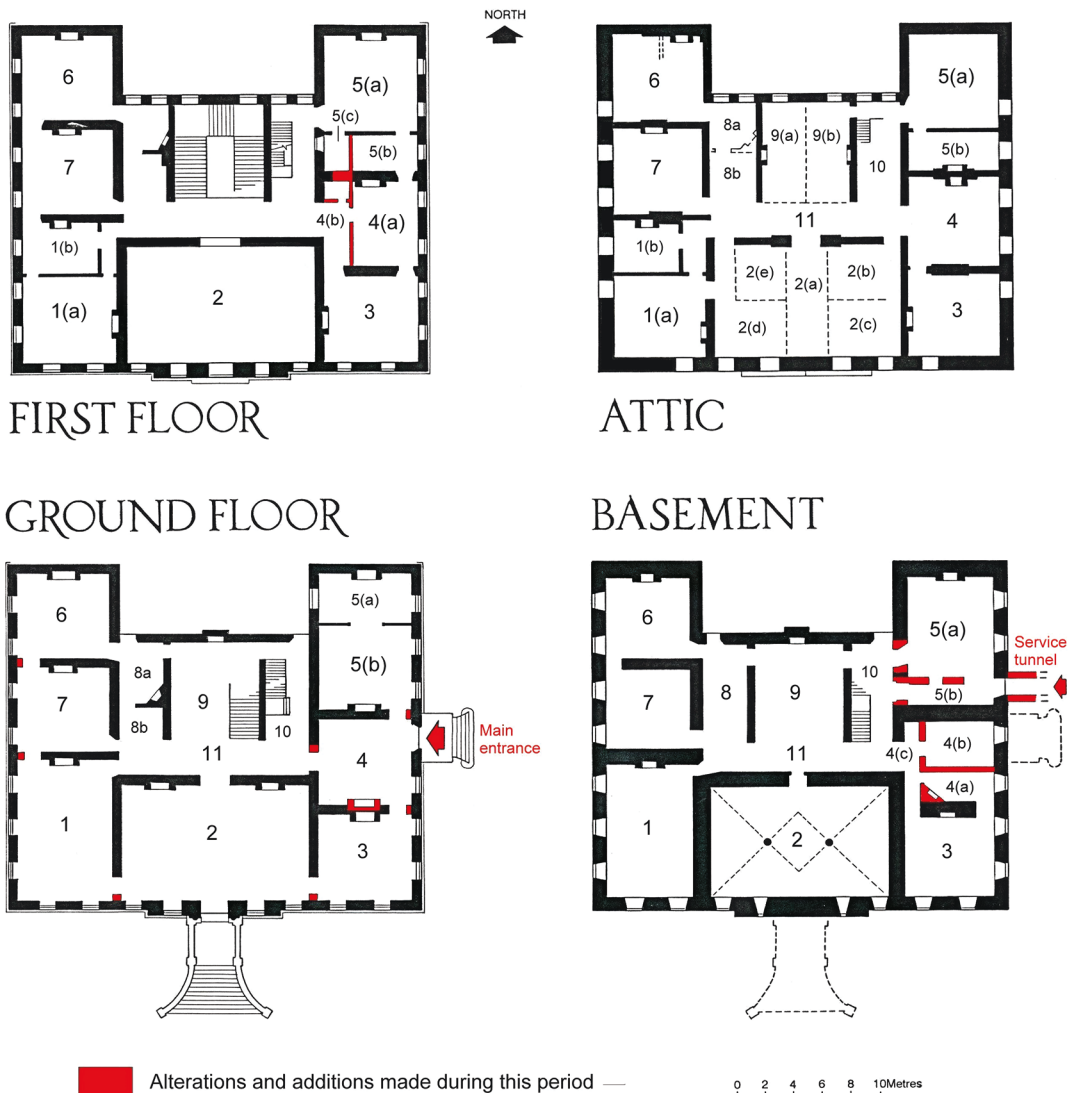 NORTH
6
5(a)
5(c)
5(b)
7
4(b)
4(a)
1(b)
2
1(a)
3
FIRST FLOOR
6
5(a)
8a
9(a)
9(b)
5(b)
7
8b
10
11
4
1(b)
2(e)
2(a)
2(b)
1(a)
2(d)
2(c)
3
ATTIC
GROUND FLOOR
6
5(a)
8a
5(b)
7
9
8b
10
11
4
Main
entrance
1
2
3
BASEMENT
6
5(a)
Service
tunnel
10
7
8
9
5(b)
11
4(c)
4(b)
4(a)
1
2
3
Alterations and additions made during this period
0 2 4 6 8 10Metres